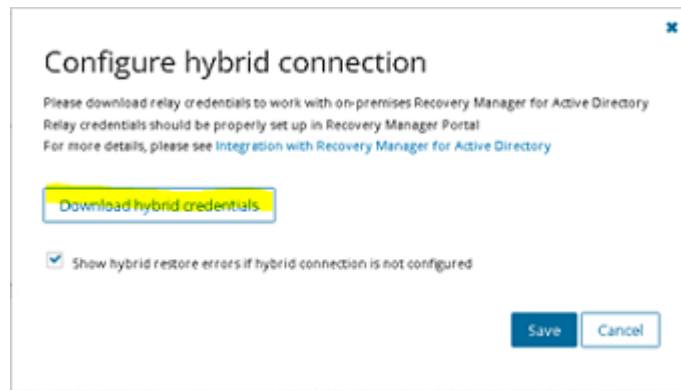 Configure hybrid connection
Please download relay credentials to work with on-premises Recovery Manager for Active Directory
Relay credentials should be properly set up in Recovery Manager Portal
For more details, please see Integration with Recovery Manager for Active Directory
Download hybrid credentials
Show hybrid restore errors if hybrid connection is not configured
Save
Cancel